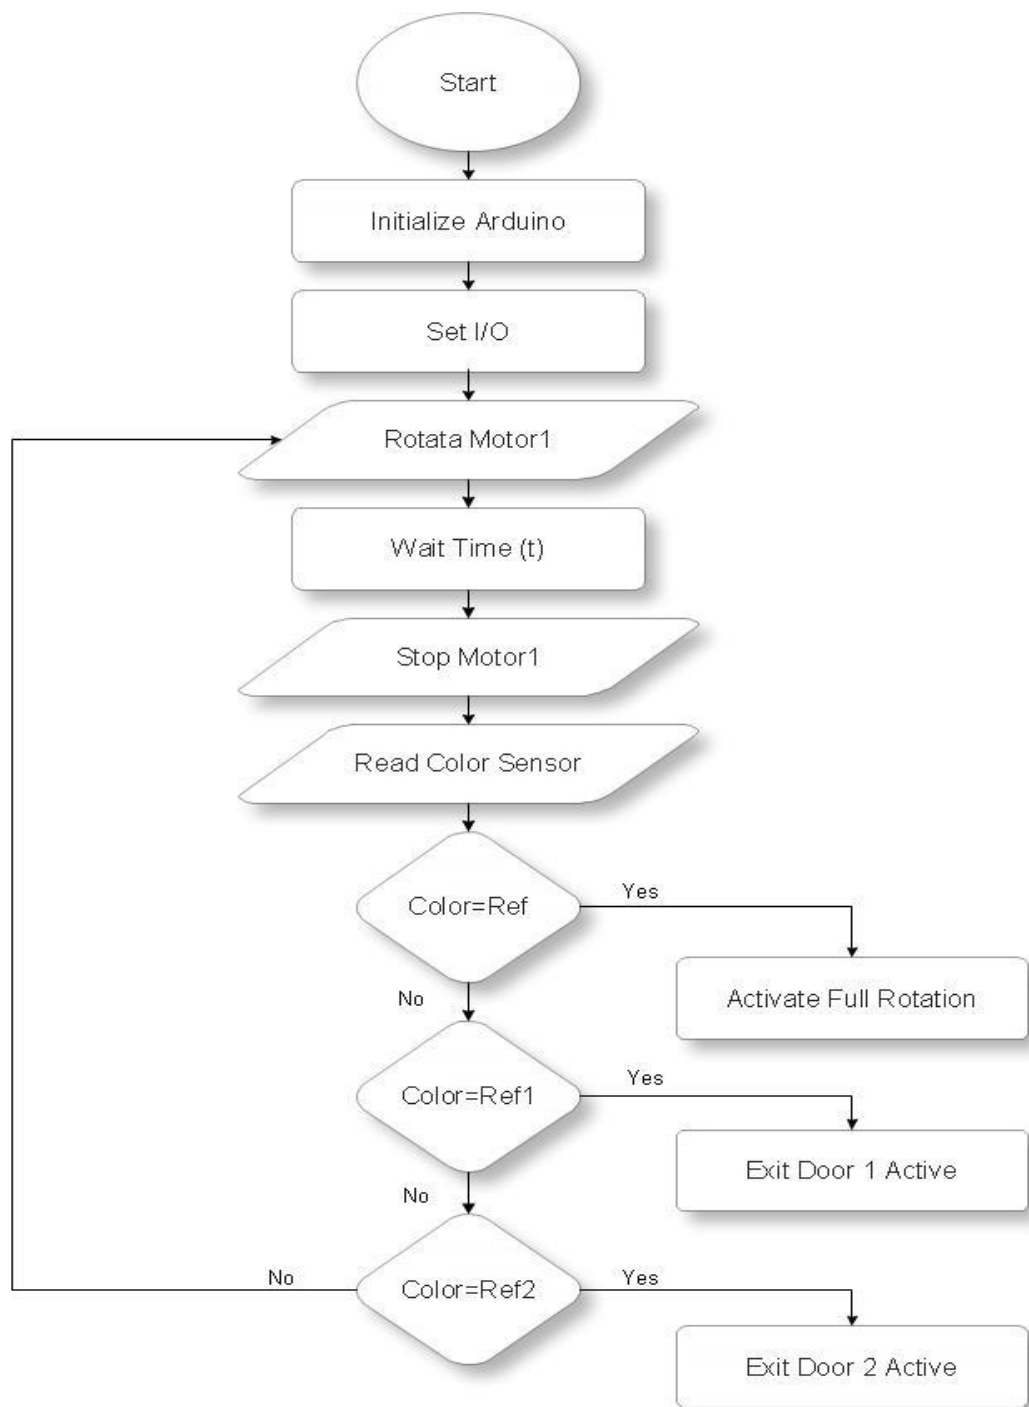 Start
Initialize Arduino
Set I/O
Rotata Motor1
Wait Time (t)
Stop Motor1
Read Color Sensor
Color=Ref
Yes
Activate Full Rotation
No
Color=Ref1
Yes
Exit Door 1 Active
No
Color=Ref2
No
Yes
Exit Door 2 Active